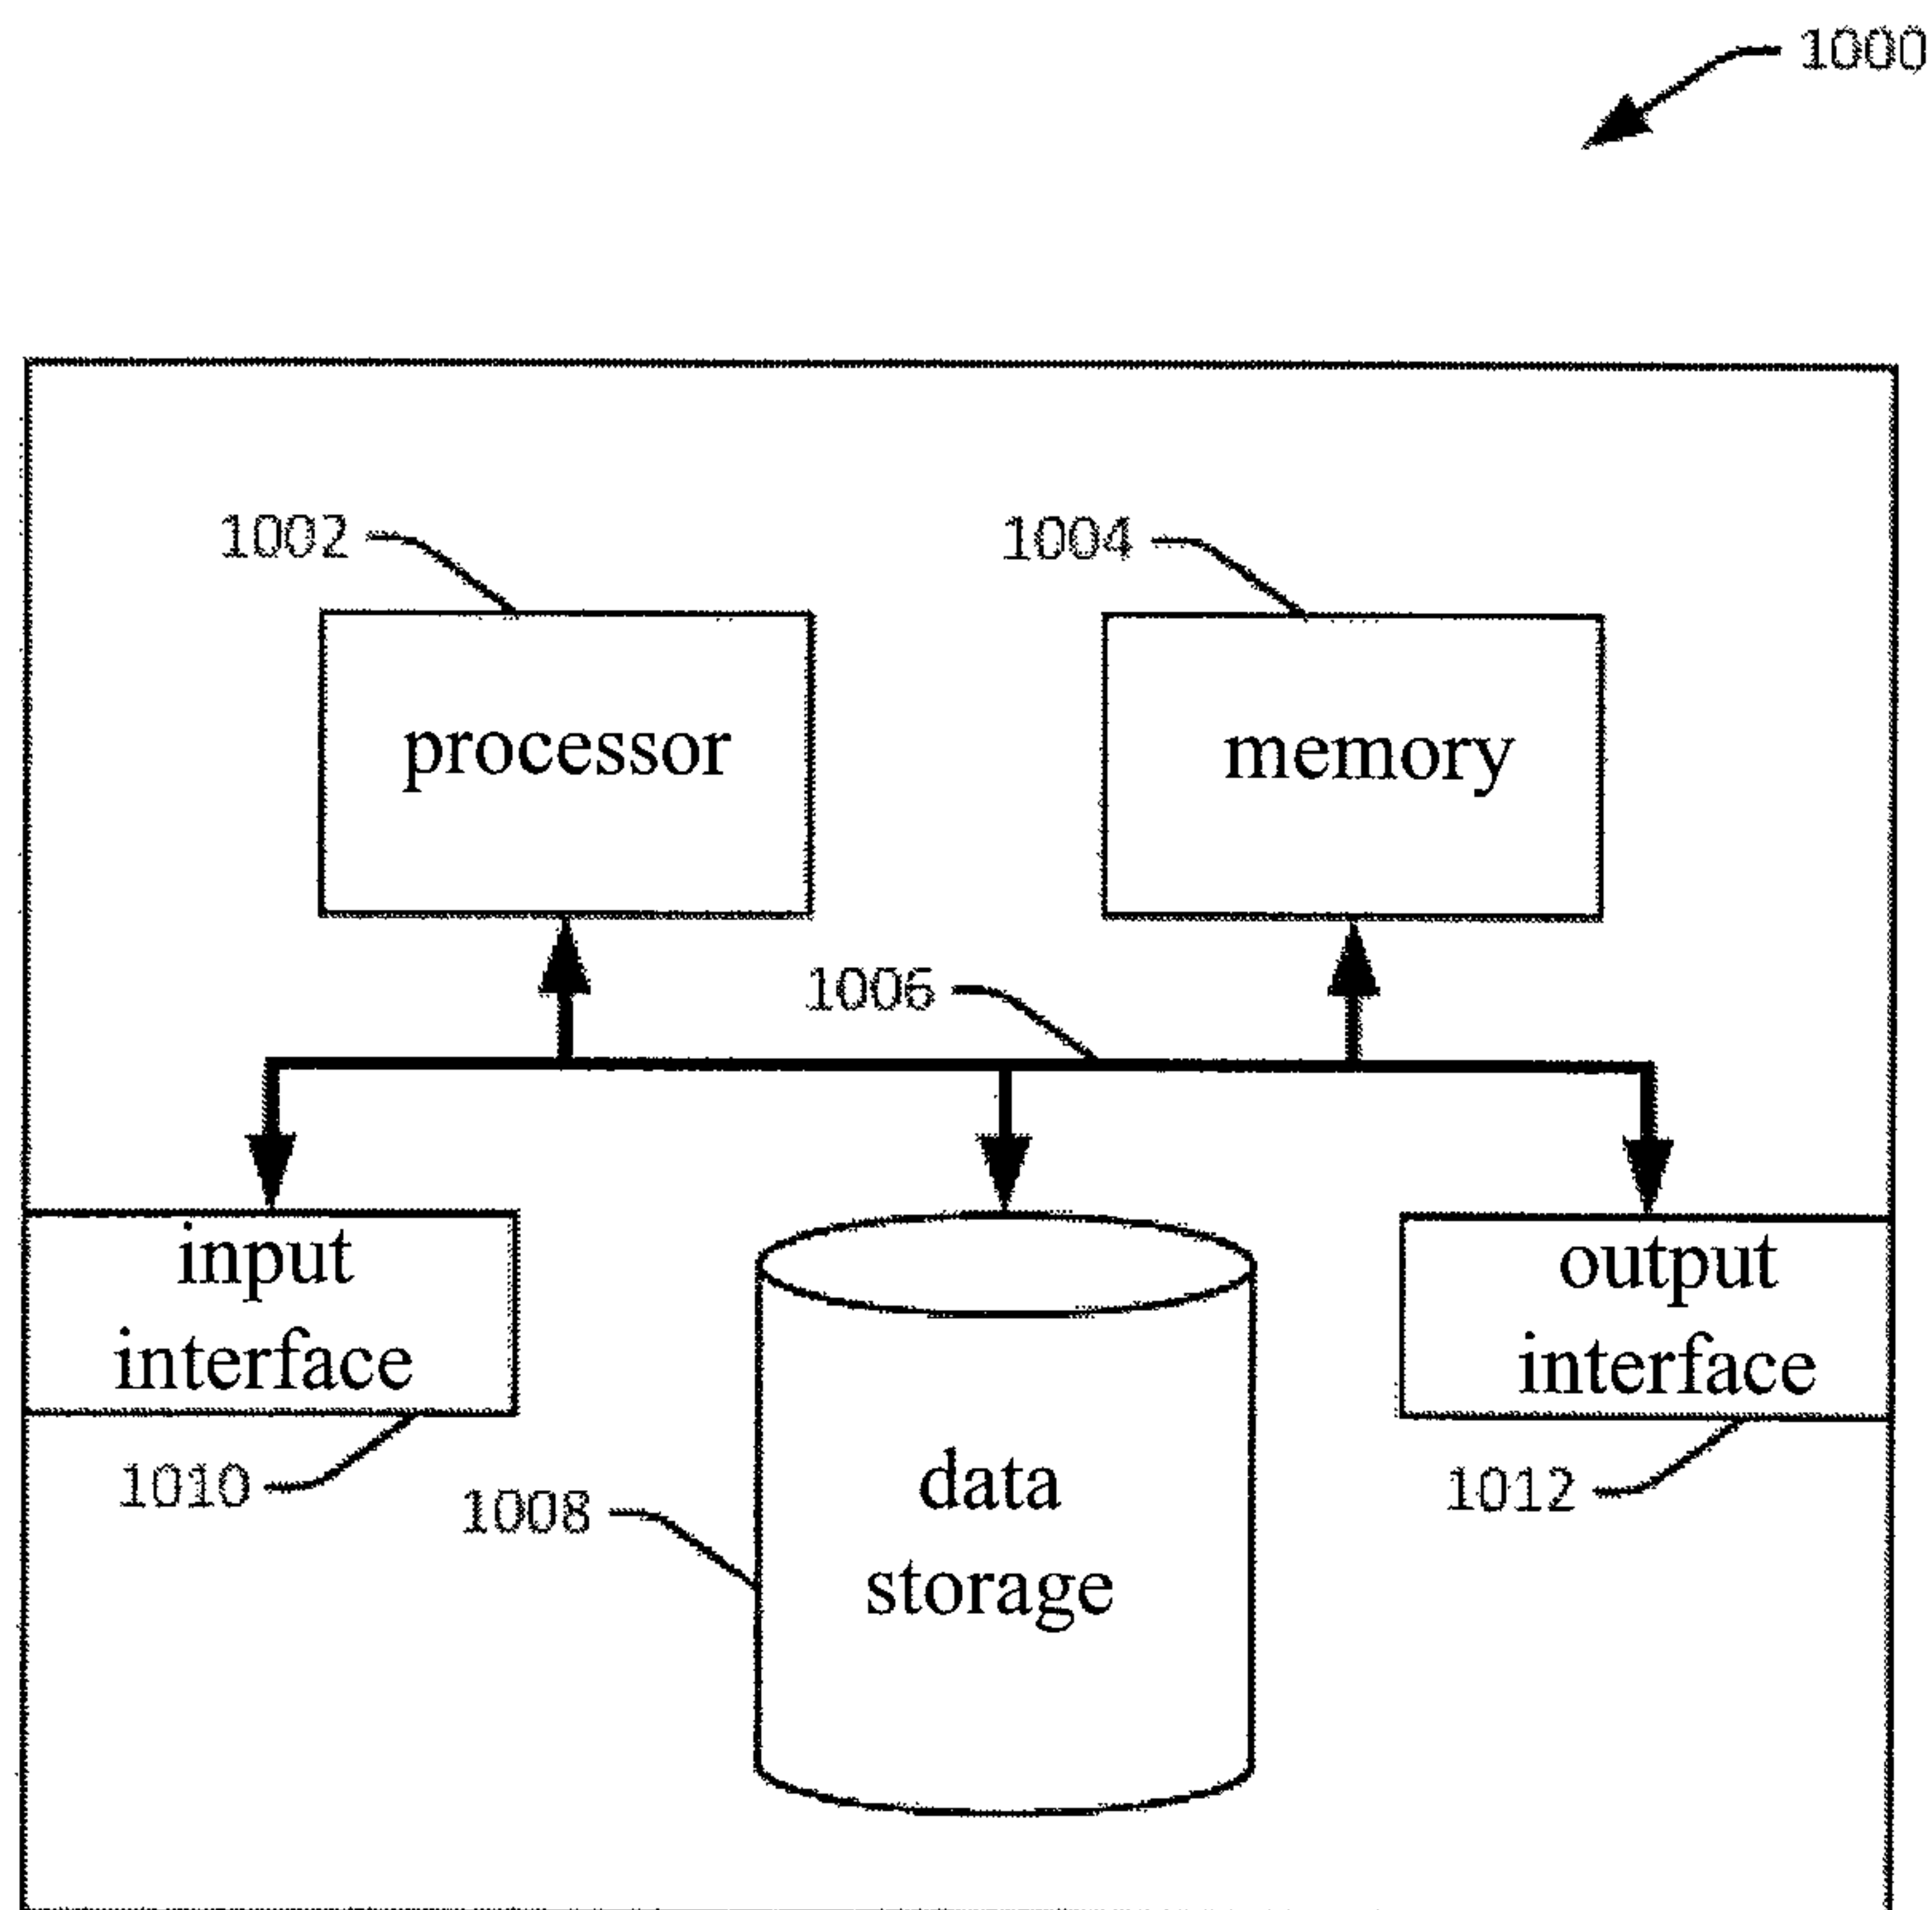 1000
1002
1004
processor
memory
1006
input
interface
output
interface
1010
1008
data
storage
1012